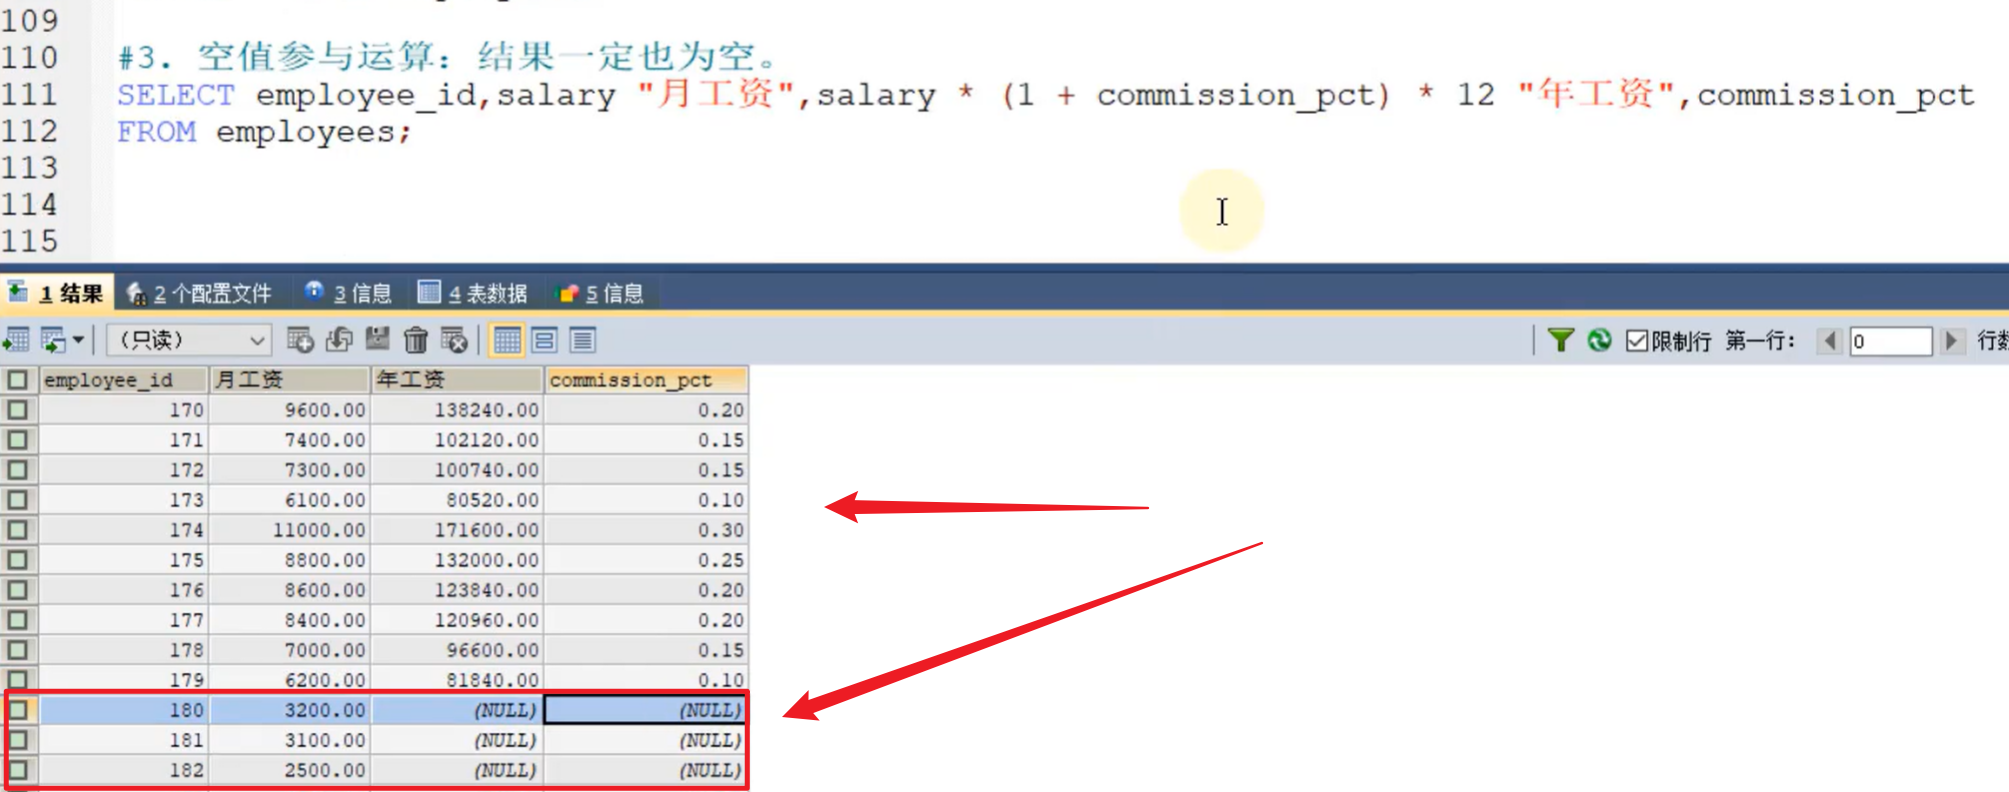 109
110 #3. 空值参与运算：结果一定也为空。
111 SELECT employee_id,salary "月工资",salary * (1 + commission_pct) * 12 "年工资",commission_pct
112 FROM employees;
113
114
115
1 结果 2 个配置文件 3 信息 4 表数据 5 信息
（只读） 限制行 第一行： 0 行数
employee_id 月工资 年工资 commission_pct
170 9600.00 138240.00 0.20
171 7400.00 102120.00 0.15
172 7300.00 100740.00 0.15
173 6100.00 80520.00 0.10
174 11000.00 171600.00 0.30
175 8800.00 132000.00 0.25
176 8600.00 123840.00 0.20
177 8400.00 120960.00 0.20
178 7000.00 96600.00 0.15
179 6200.00 81840.00 0.10
180 3200.00 (NULL) (NULL)
181 3100.00 (NULL) (NULL)
182 2500.00 (NULL) (NULL)